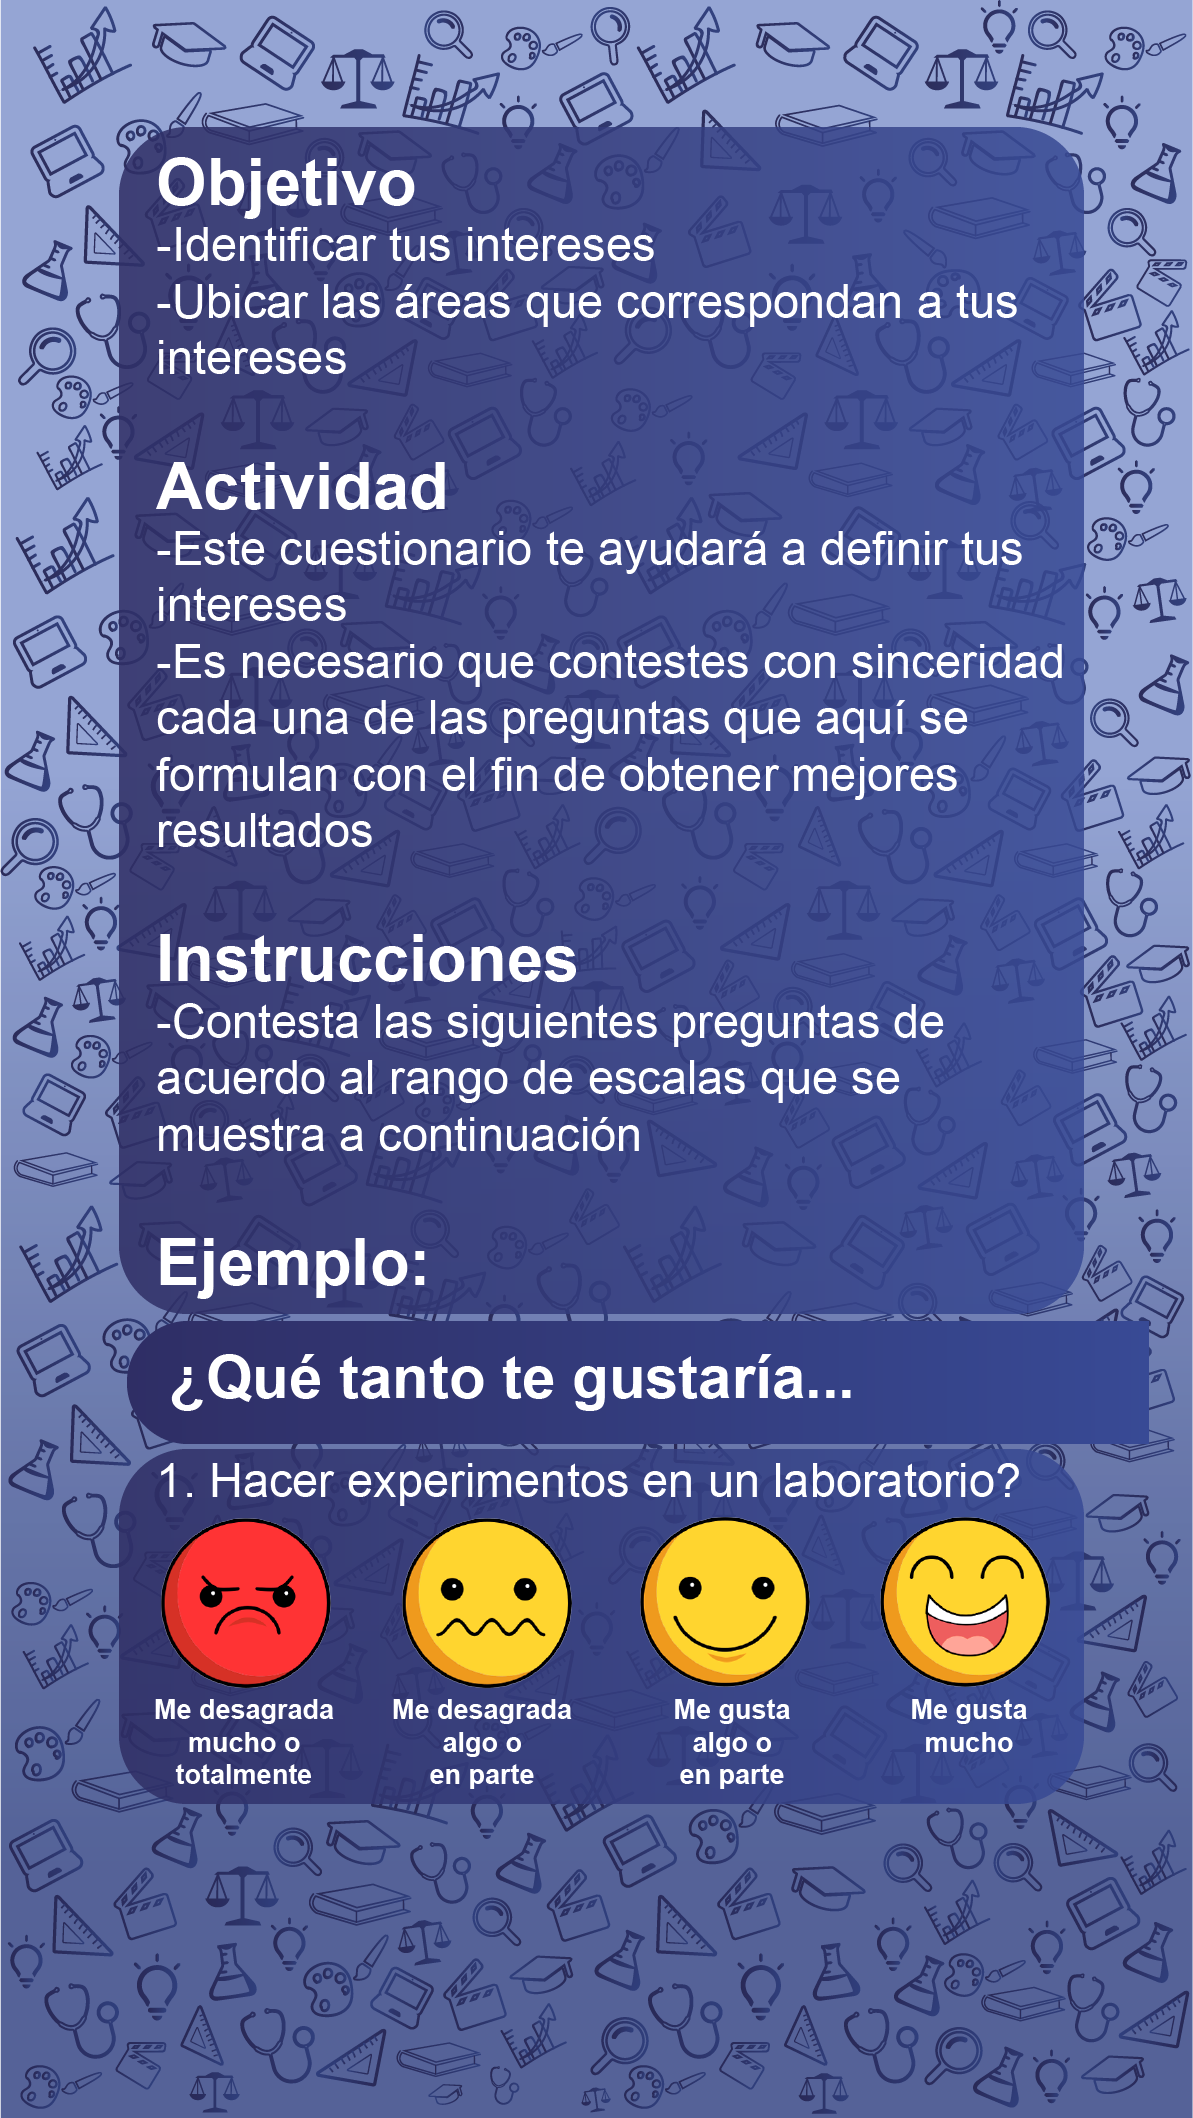 Objetivo
-Identificar tus intereses
-Ubicar las áreas que correspondan a tus
intereses
Actividad
-Este cuestionario te ayudará a definir tus
intereses
-Es necesario que contestes con sinceridad
cada una de las preguntas que aquí se
formulan con el fin de obtener mejores
resultados
Instrucciones
-Contesta las siguientes preguntas de
acuerdo al rango de escalas que se
muestra a continuación
Ejemplo:
¿Qué tanto te gustaría...
1. Hacer experimentos en un laboratorio?
Me desagrada
mucho o
totalmente
Me desagrada
algo o
en parte
Me gusta
algo o
en parte
Me gusta
mucho